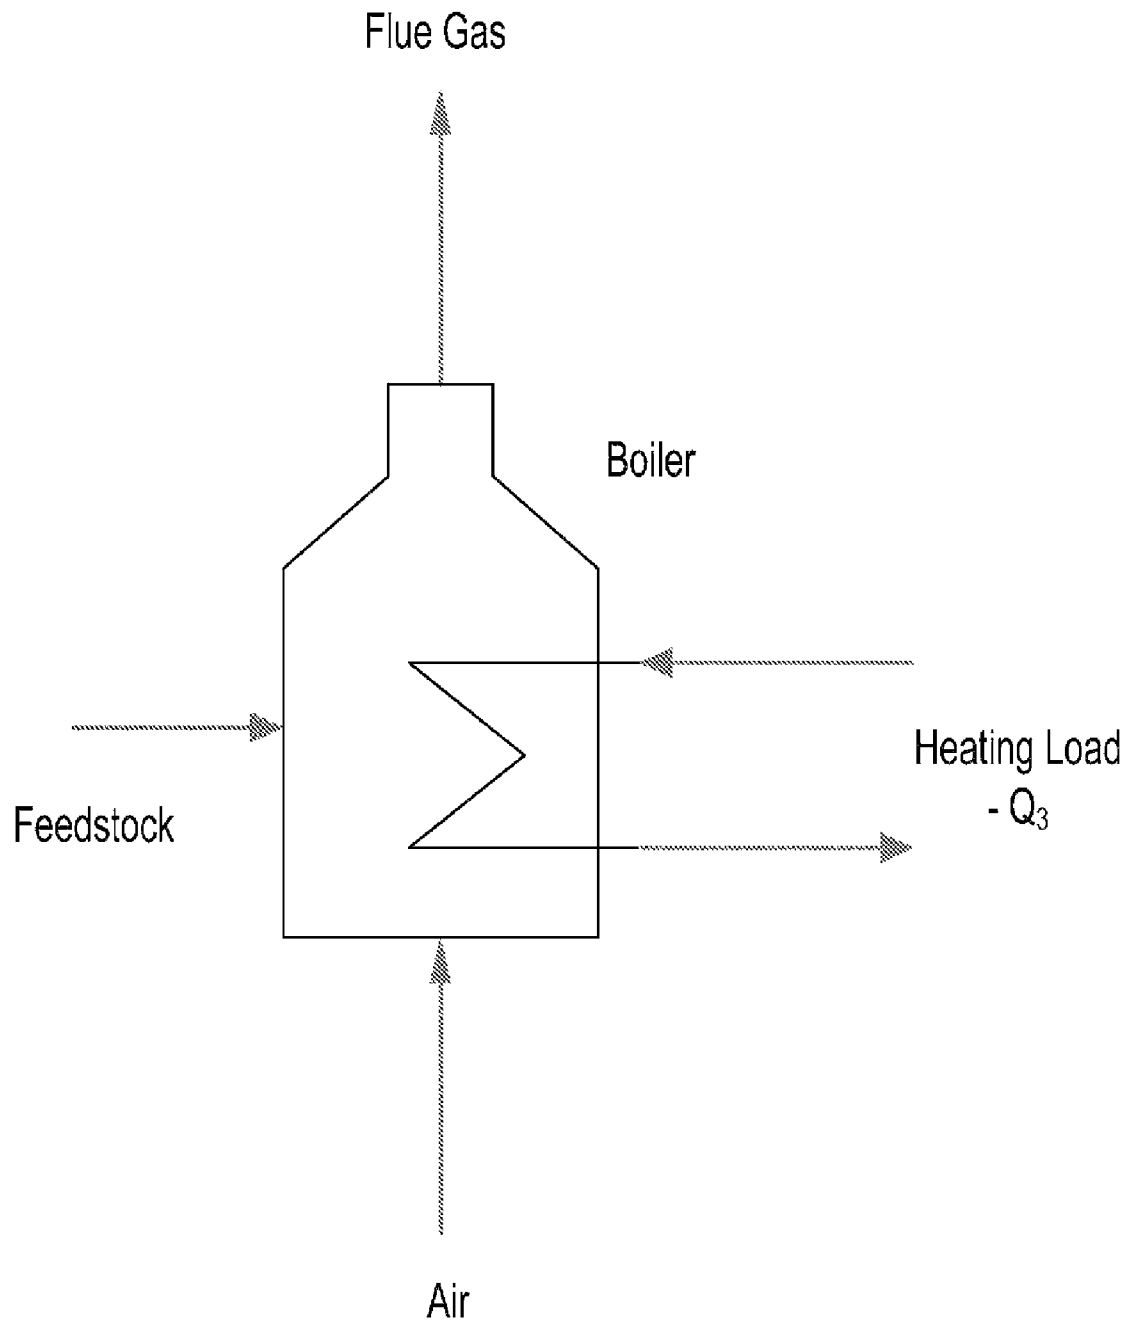 Flue Gas
Boiler
Heating Load
- Q₃
Feedstock
Air